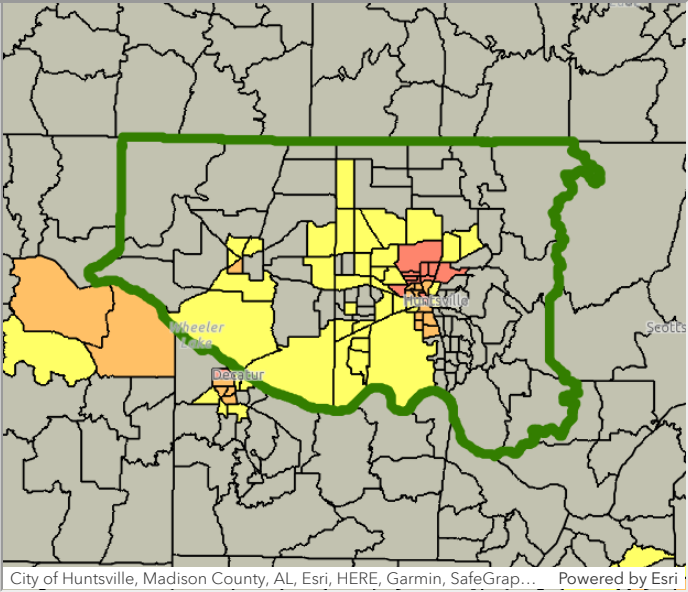 Huntsville
Wheeler
Lake
Scotts
Decatur
City of Huntsville, Madison County, AL, Esri, HERE, Garmin, SafeGrap... Powered by Esri